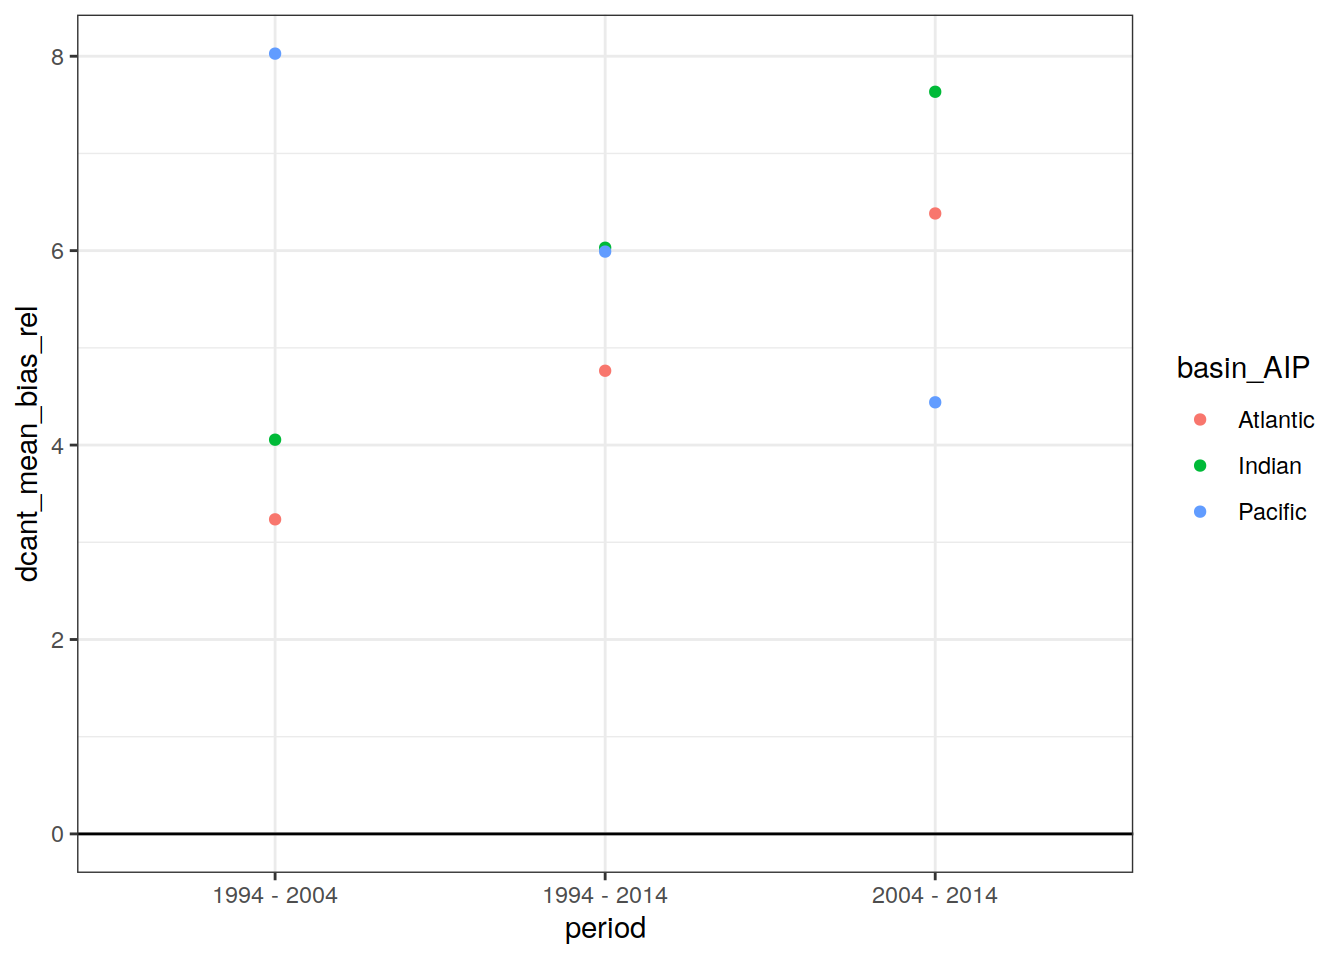 8
6
4
2
0
dcant_mean_bias_rel
1994 - 2004
1994 - 2014
2004 - 2014
period
basin_AIP
Atlantic
Indian
Pacific